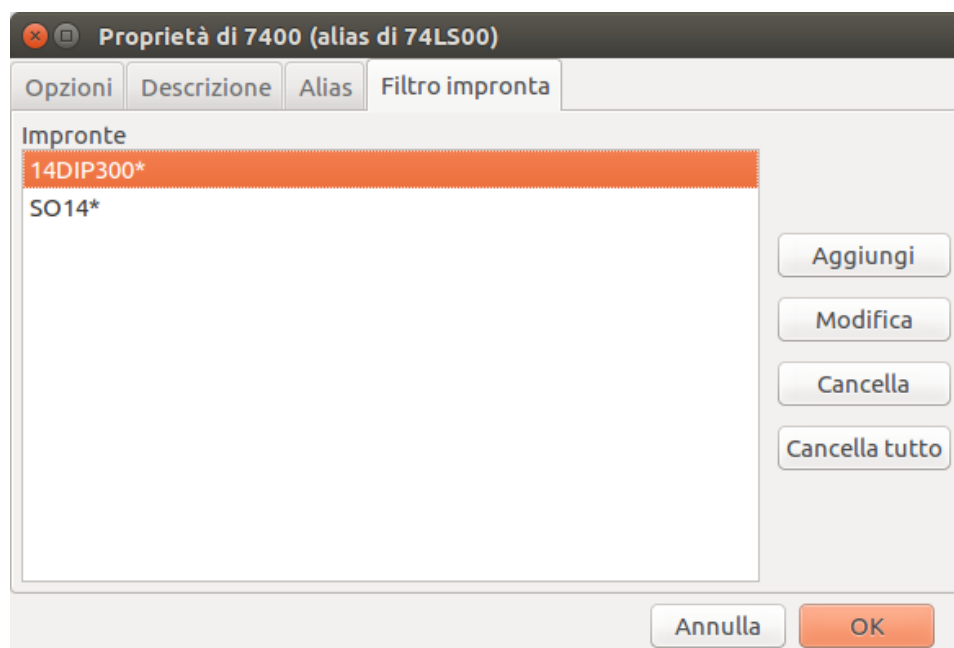 Proprietà di 7400 (alias di 74LS00)
Opzioni Descrizione Alias Filtro impronta
Impronte
14DIP300*
SO14*
Aggiungi
Modifica
Cancella
Cancella tutto
Annulla OK